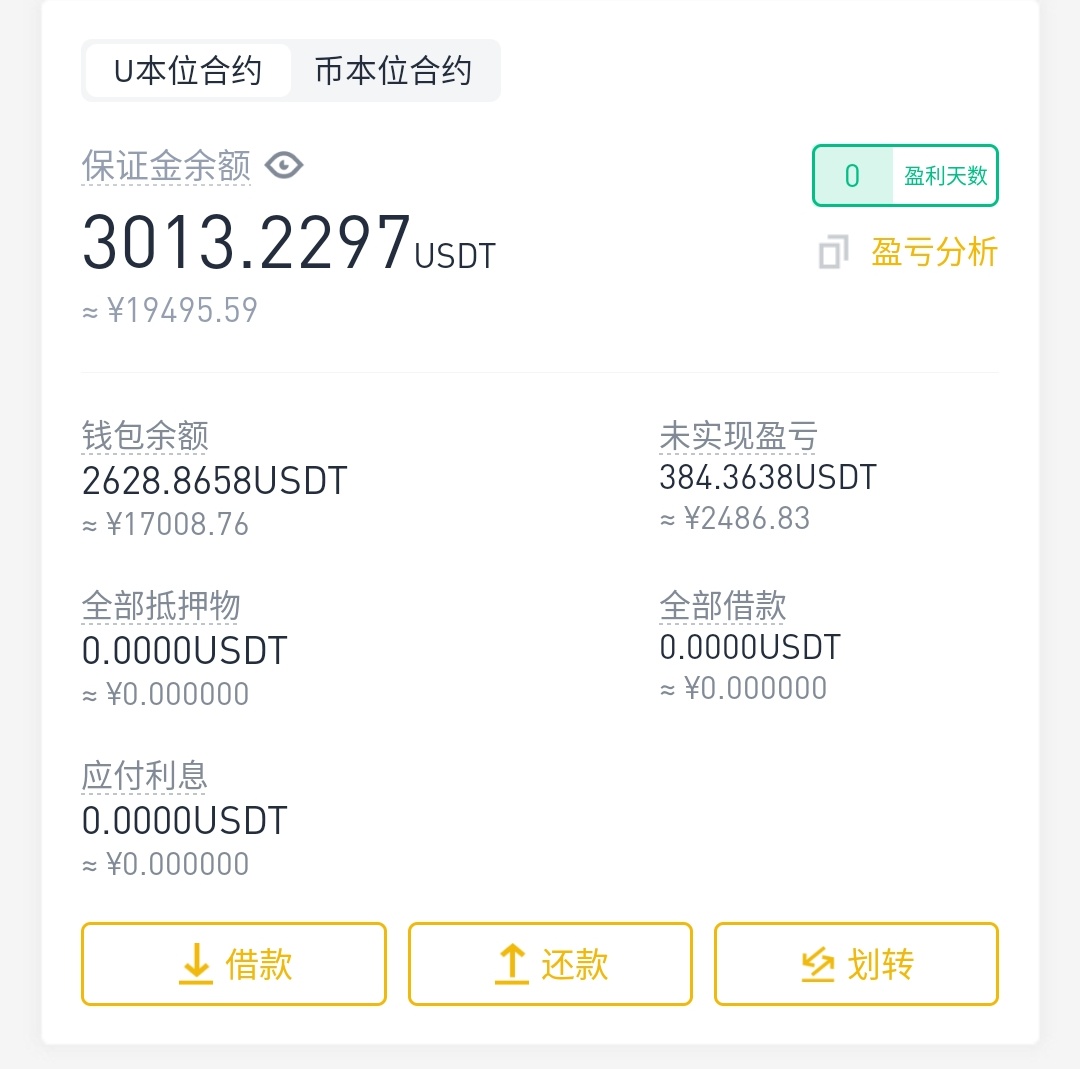 U本位合约 币本位合约
保证金余额
0 盈利天数
3013.2297USDT
盈亏分析
≈ ¥19495.59
钱包余额 未实现盈亏
2628.8658USDT 384.3638USDT
≈ ¥17008.76 ≈ ¥2486.83
全部抵押物 全部借款
0.0000USDT 0.0000USDT
≈ ¥0.000000 ≈ ¥0.000000
应付利息
0.0000USDT
≈ ¥0.000000
借款 还款 划转